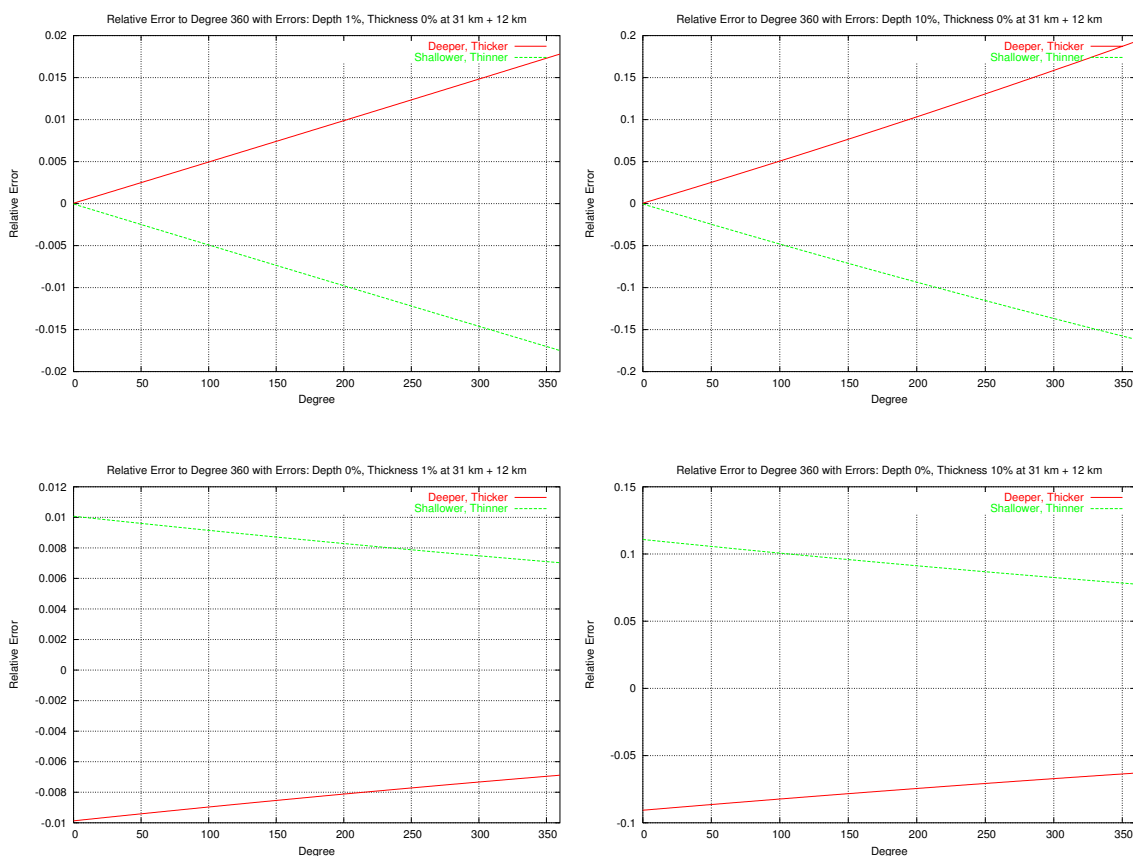 Relative Error to Degree 360 with Errors: Depth 1%, Thickness 0% at 31 km + 12 km
0.02
0.015
0.01
0.005
0
-0.005
-0.01
-0.015
-0.02
Relative Error
0 50 100 150 200 250 300 350
Degree
Deeper, Thicker
Shallower, Thinner
Relative Error to Degree 360 with Errors: Depth 10%, Thickness 0% at 31 km + 12 km
0.2
0.15
0.1
0.05
0
-0.05
-0.1
-0.15
-0.2
Relative Error
0 50 100 150 200 250 300 350
Degree
Deeper, Thicker
Shallower, Thinner
Relative Error to Degree 360 with Errors: Depth 0%, Thickness 1% at 31 km + 12 km
0.012
0.01
0.008
0.006
0.004
0.002
0
-0.002
-0.004
-0.006
-0.008
-0.01
Relative Error
0 50 100 150 200 250 300 350
Degree
Deeper, Thicker
Shallower, Thinner
Relative Error to Degree 360 with Errors: Depth 0%, Thickness 10% at 31 km + 12 km
0.15
0.1
0.05
0
-0.05
-0.1
Relative Error
0 50 100 150 200 250 300 350
Degree
Deeper, Thicker
Shallower, Thinner